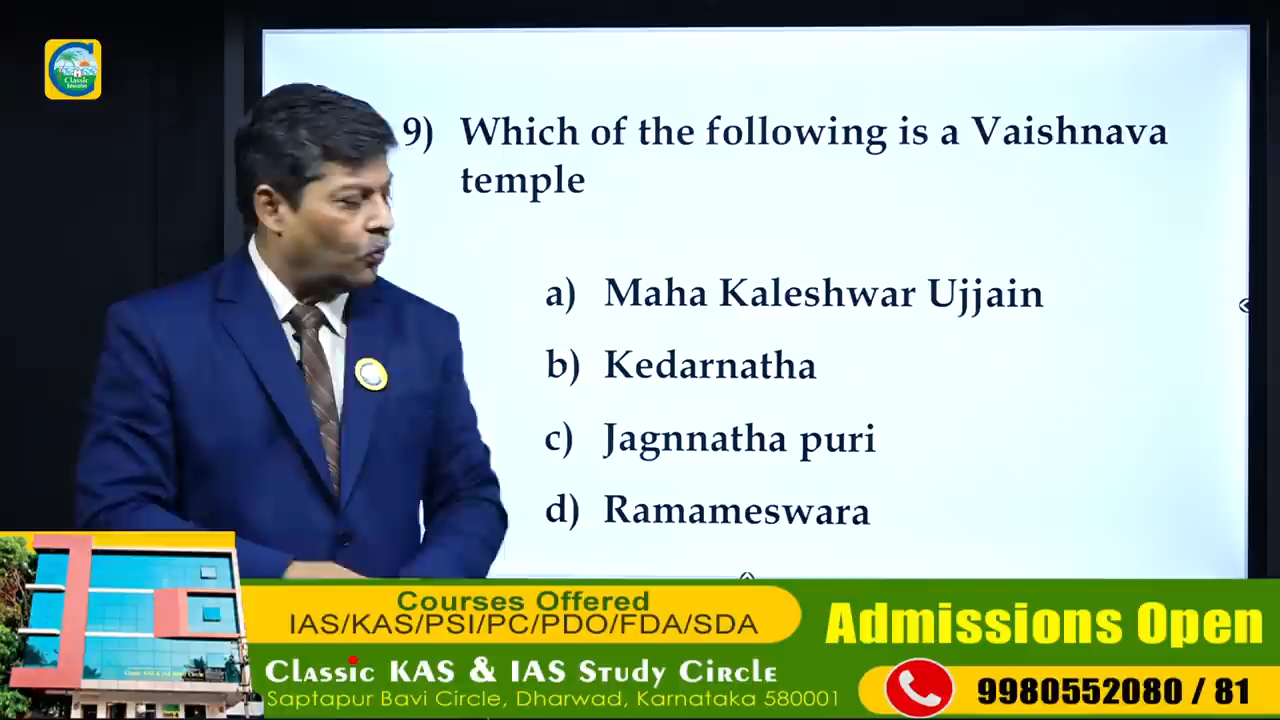 Classic
Education
9) Which of the following is a Vaishnava
temple
a) Maha Kaleshwar Ujjain
b) Kedarnatha
c) Jagnnatha puri
d) Ramameswara
Courses Offered
IAS/KAS/PSI/PC/PDO/FDA/SDA
Admissions Open
Classic KAS & IAS Study Circle
Saptapur Bavi Circle, Dharwad, Karnataka 580001
9980552080 / 81